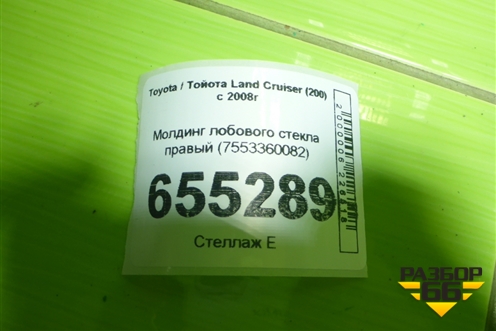 Toyota / Тойота Land Cruiser (200)
с 2008г
Молдинг лобового стекла
правый (7553360082)
655289
Стеллаж Е
РАЗБОР
66